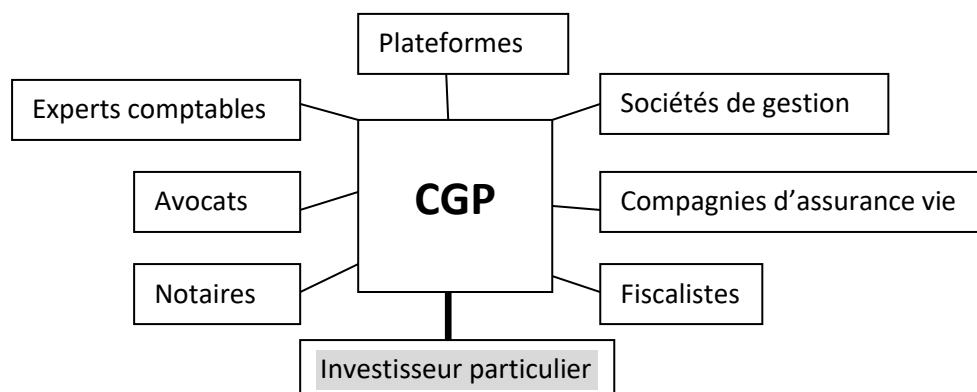 Plateformes
Experts comptables
Sociétés de gestion
CGP
Avocats
Compagnies d’assurance vie
Notaires
Fiscalistes
Investisseur particulier